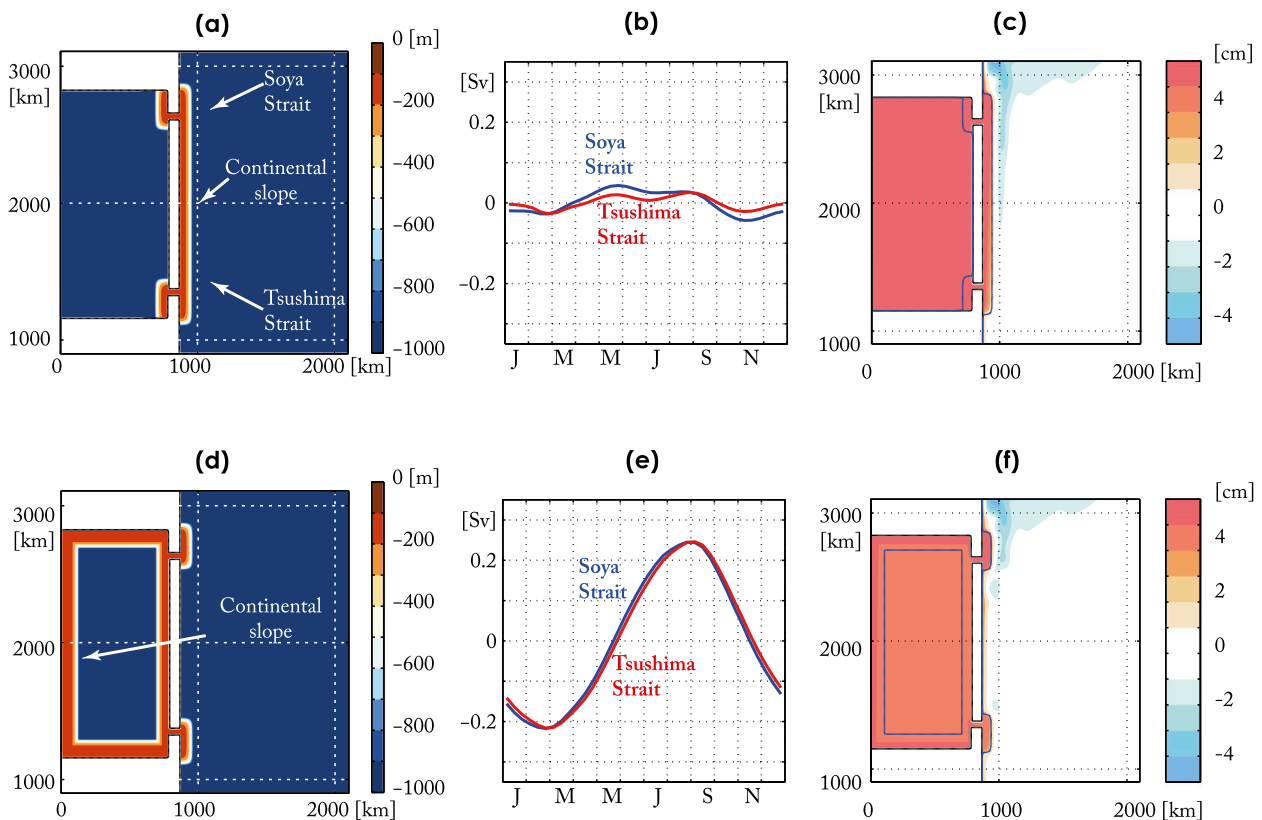 (a)
3000
[km]
2000
1000
0
1000
2000
[km]
Soya
Strait
Continental
slope
Tsushima
Strait
0 [m]
−200
−400
−600
−800
−1000
(b)
[Sv]
0.2
0
−0.2
Soya
Strait
Tsushima
Strait
J M M J S N
(c)
3000
[km]
2000
1000
0
1000
2000 [km]
[cm]
4
2
0
-2
-4
(d)
3000
[km]
2000
1000
0
1000
2000
[km]
Continental
slope
0 [m]
−200
−400
−600
−800
−1000
(e)
[Sv]
0.2
0
−0.2
Soya
Strait
Tsushima
Strait
J M M J S N
(f)
3000
[km]
2000
1000
0
1000
2000 [km]
[cm]
4
2
0
-2
-4